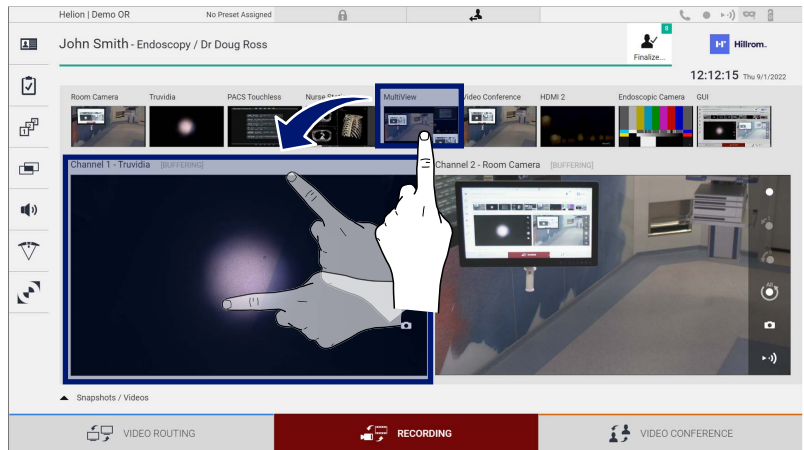 Helion | Demo OR No Preset Assigned
John Smith - Endoscopy / Dr Doug Ross
8
Finalize...
H Hillrom.
12:12:15 Thu 9/1/2022
Room Camera Truvidia PACS Touchless Nurse MultiView Video Conference HDMI 2 Endoscopic Camera GUI
Channel 1 - Truvidia [BUFFERING] Channel 2 - Room Camera [BUFFERING]
AB
Snapshots / Videos
VIDEO ROUTING RECORDING VIDEO CONFERENCE